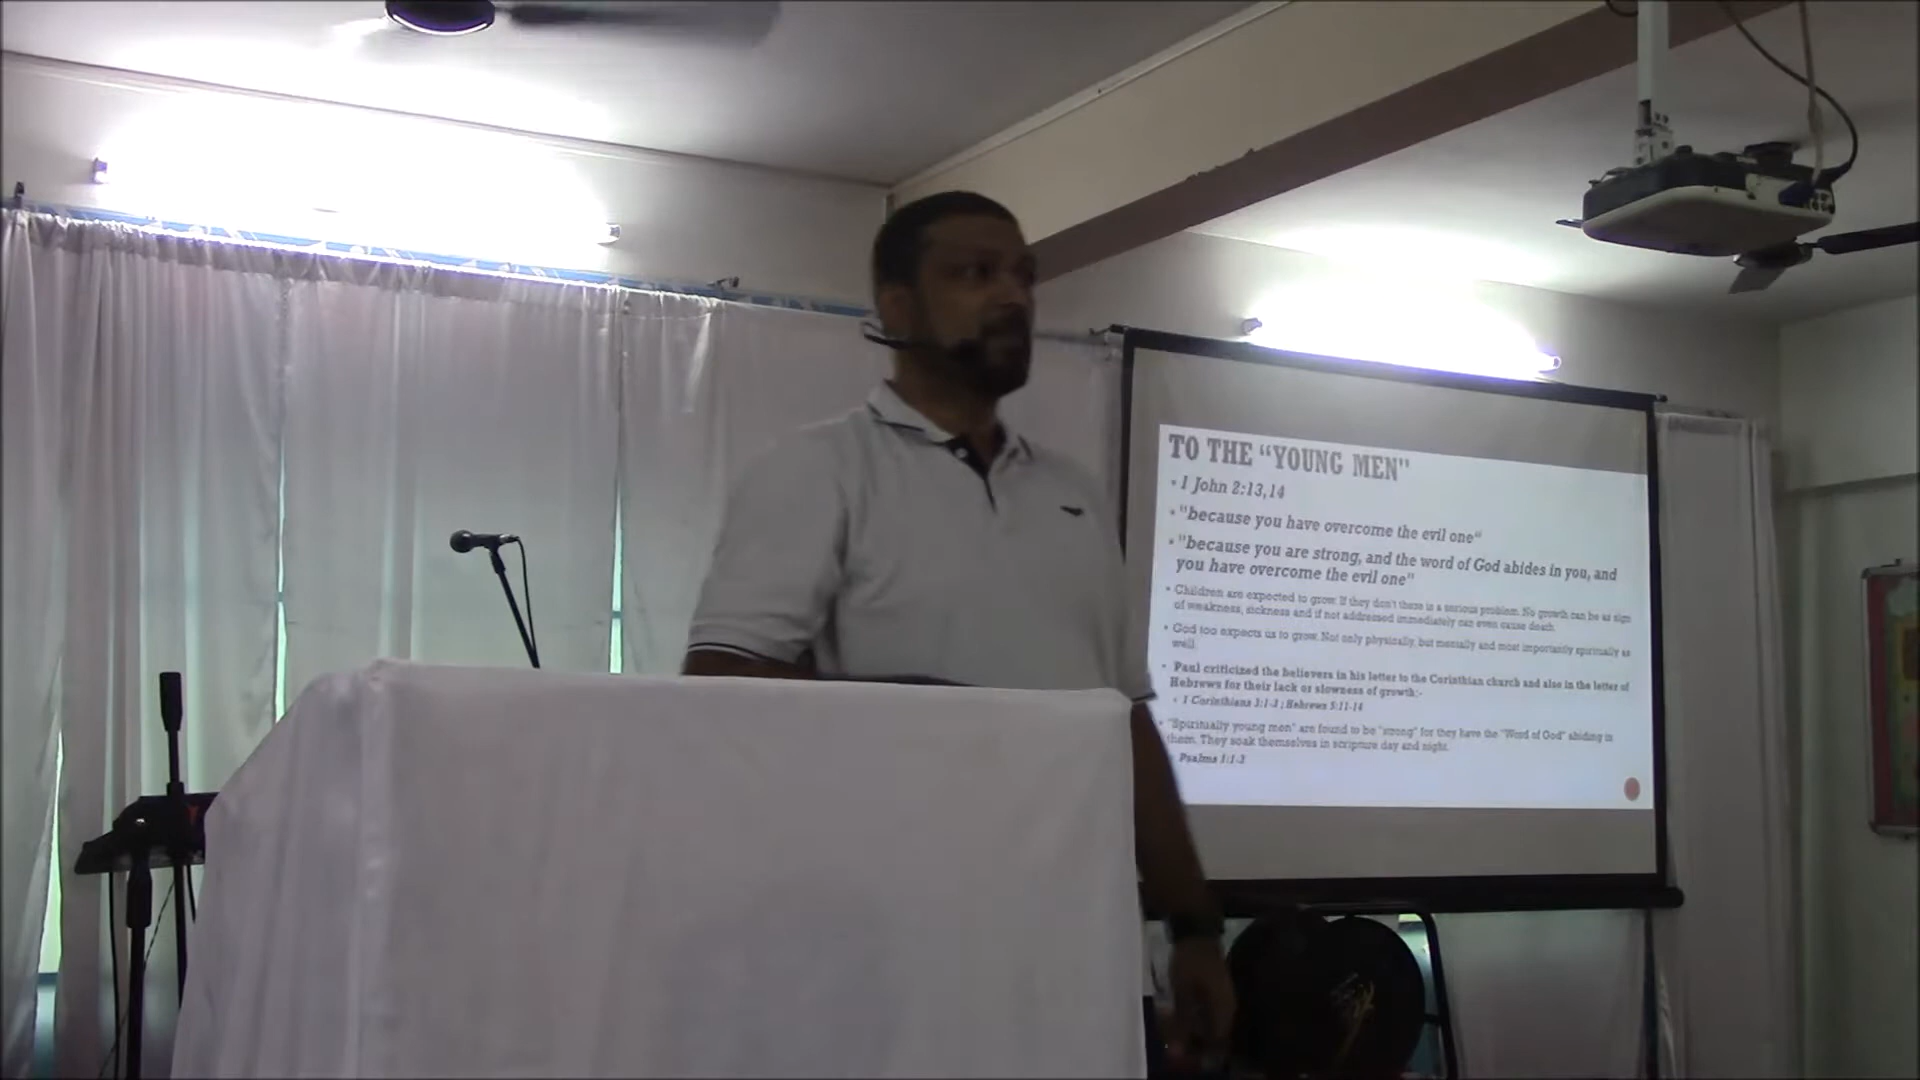 TO THE “YOUNG MEN"
• 1 John 2:13,14
• "because you have overcome the evil one“
• "because you are strong, and the word of God abides in you, and
you have overcome the evil one"
• Children are expected to grow. If they don't there is a serious problem. No growth can be as sign
of weakness, sickness and if not addressed immediately can even cause death.
• God too expects us to grow. Not only physically, but mentally and most importantly spiritually as
well.
• Paul criticized the believers in his letter to the Corinthian church and also in the letter of
Hebrews for their lack or slowness of growth:-
• 1 Corinthians 3:1-3 ; Hebrews 5:11-14
• "Spiritually young men" are found to be "strong" for they have the "Word of God" abiding in
them. They soak themselves in scripture day and night.
Psalms 1:1-3